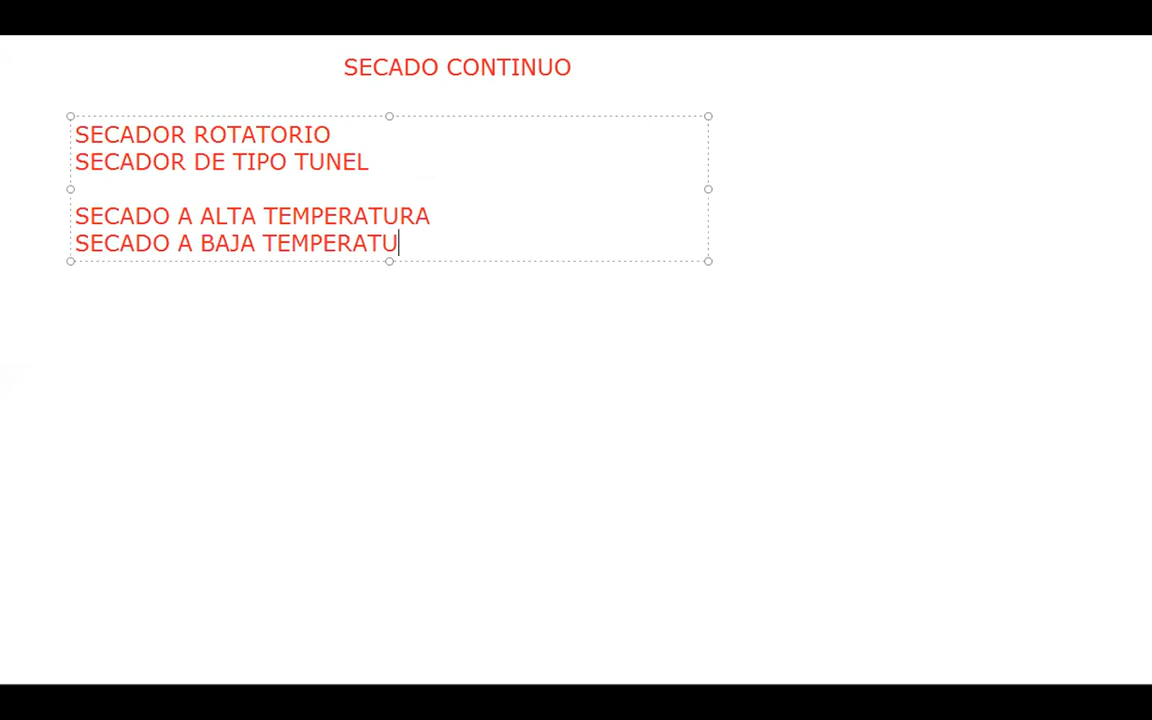 SECADO CONTINUO
SECADOR ROTATORIO
SECADOR DE TIPO TUNEL
SECADO A ALTA TEMPERATURA
SECADO A BAJA TEMPERATU